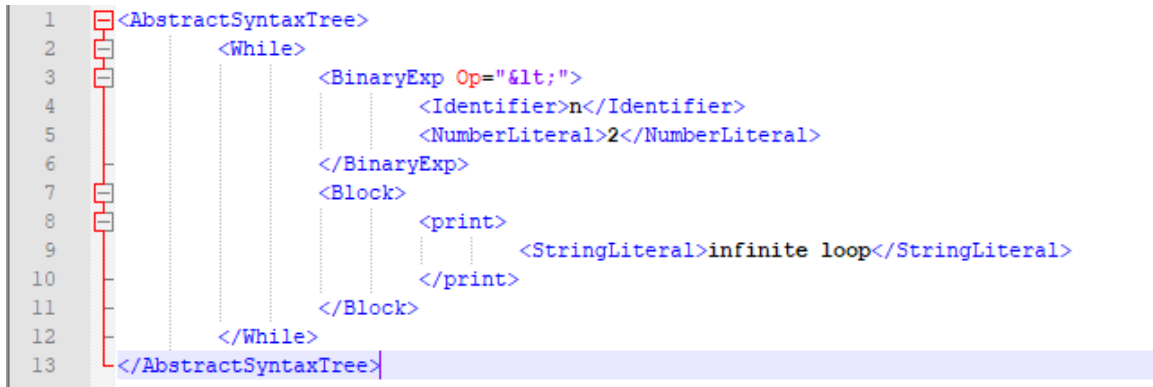 1 <AbstractSyntaxTree>
2 <While>
3 <BinaryExp Op="&lt;">
4 <Identifier>n</Identifier>
5 <NumberLiteral>2</NumberLiteral>
6 </BinaryExp>
7 <Block>
8 <print>
9 <StringLiteral>infinite loop</StringLiteral>
10 </print>
11 </Block>
12 </While>
13 </AbstractSyntaxTree>